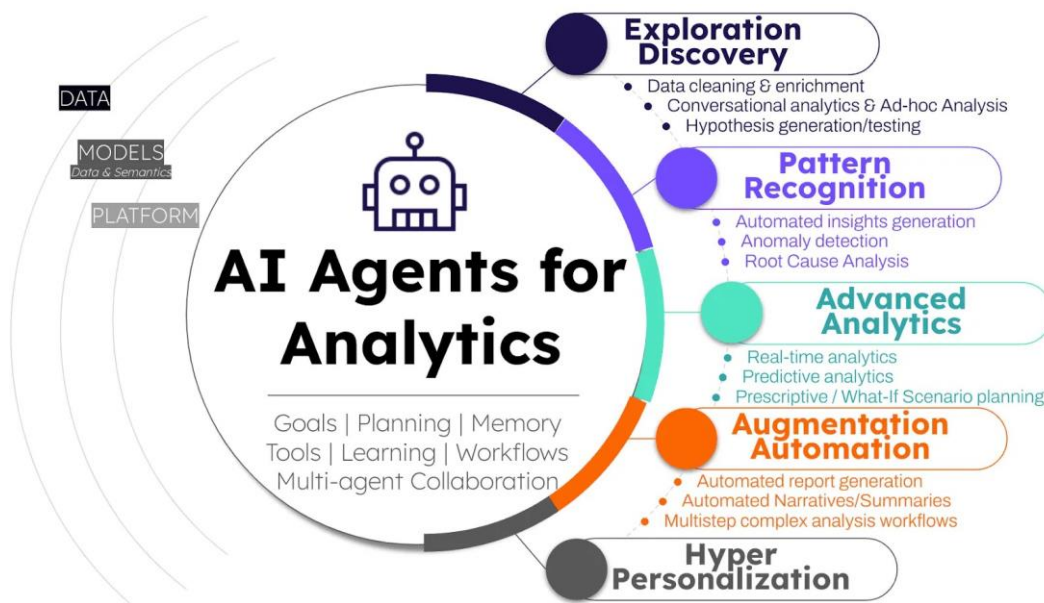 DATA
MODELS
Data & Semantics
PLATFORM
AI Agents for
Analytics
Goals | Planning | Memory
Tools | Learning | Workflows
Multi-agent Collaboration
Exploration
Discovery
Data cleaning & enrichment
Conversational analytics & Ad-hoc Analysis
Hypothesis generation/testing
Pattern
Recognition
Automated insights generation
Anomaly detection
Root Cause Analysis
Advanced
Analytics
Real-time analytics
Predictive analytics
Prescriptive / What-If Scenario planning
Augmentation
Automation
Automated report generation
Automated Narratives/Summaries
Multistep complex analysis workflows
Hyper
Personalization